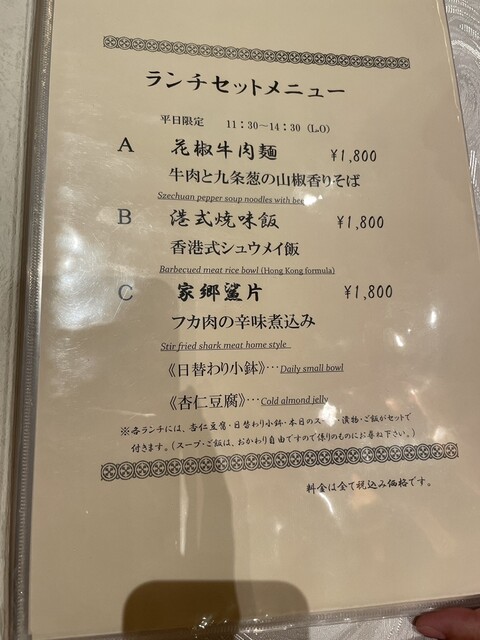 ランチセットメニュー
平日限定 11:30～14:30 (L.O)
A 花椒牛肉麺 ¥1,800
牛肉と九条葱の山椒香りそば
Szechuan pepper soup noodles with beef
B 港式焼味飯 ¥1,800
香港式シュウメイ飯
Barbecued meat rice bowl (Hong Kong formula)
C 家郷鯊片 ¥1,800
フカ肉の辛味煮込み
Stir fried shark meat home style
《日替わり小鉢》…Daily small bowl
《杏仁豆腐》…Cold almond jelly
※各ランチには、杏仁豆腐・日替わり小鉢・本日のスープ・漬物・ご飯がセットで
付きます。(スープ・ご飯は、おかわり自由ですので係りのものにお尋ね下さい。)
料金は全て税込み価格です。